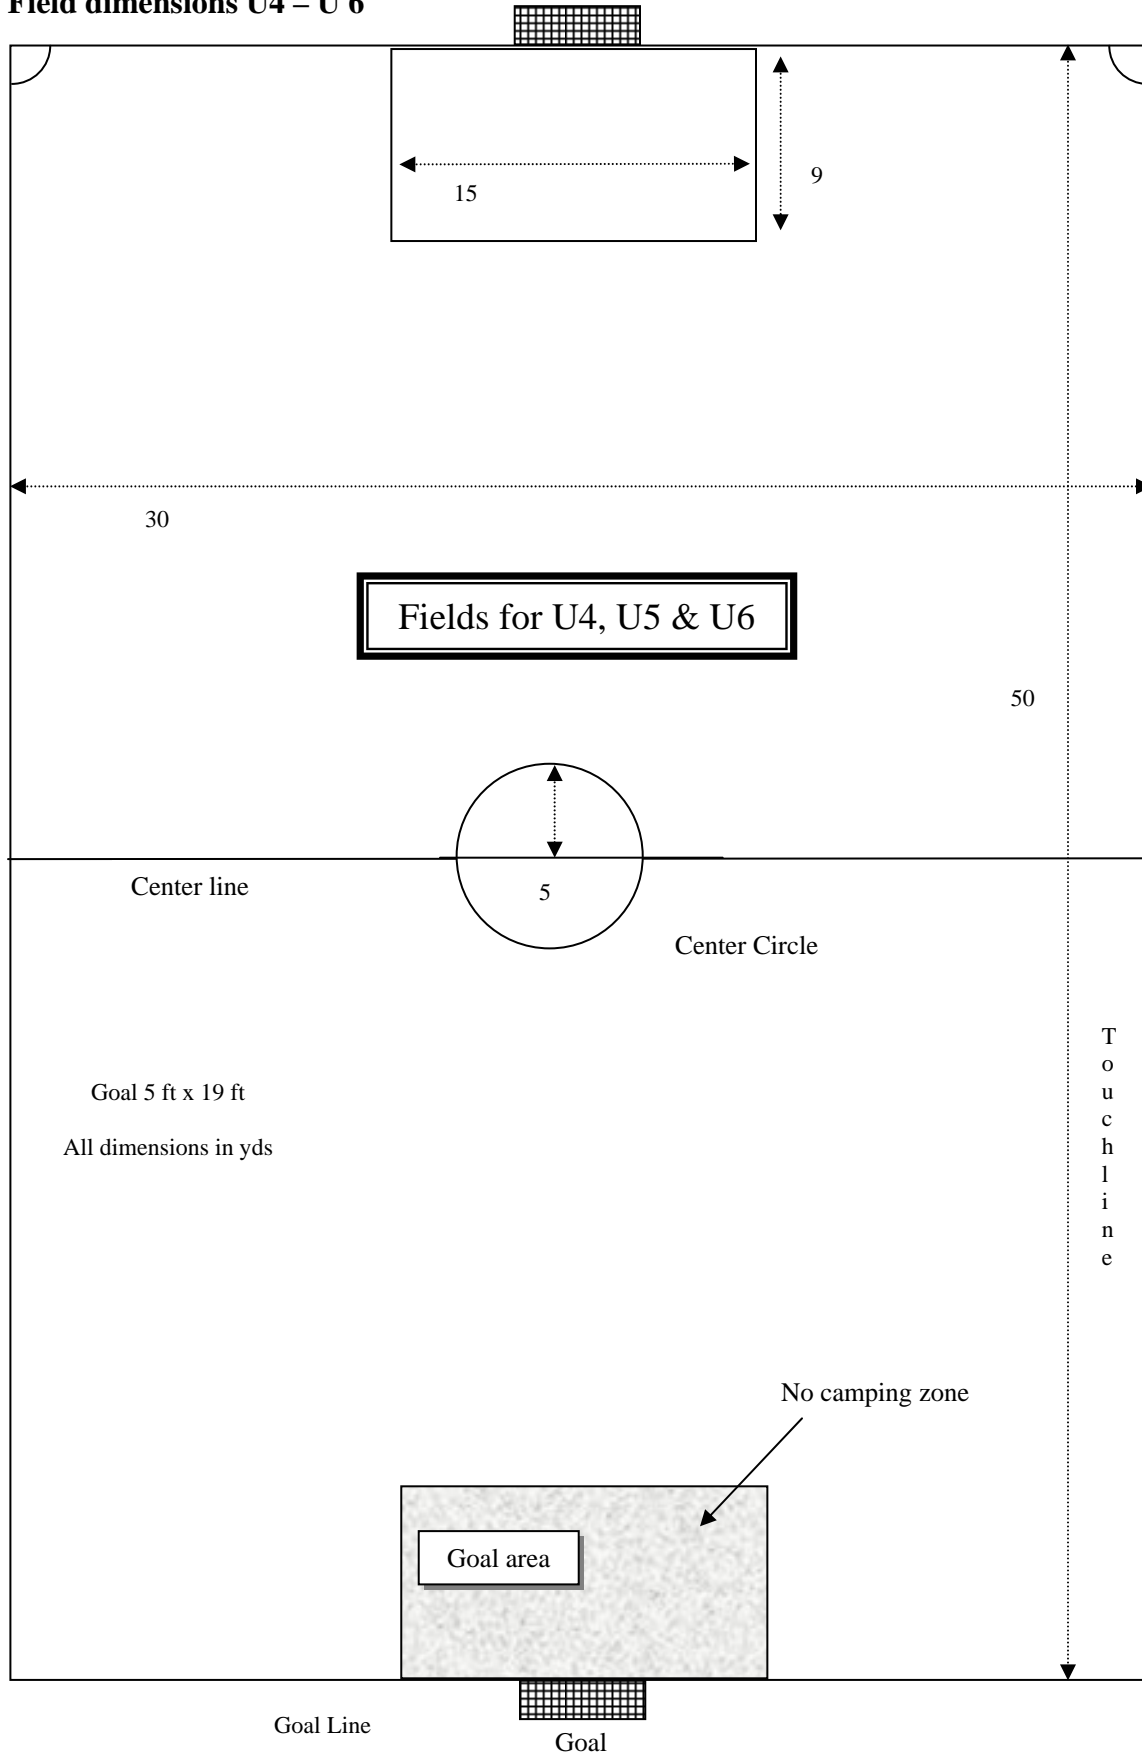 Field dimensions U4 – U 6
15
9
30
Fields for U4, U5 & U6
50
5
Center line
Center Circle
Touchline
Goal 5 ft x 19 ft
All dimensions in yds
No camping zone
Goal area
Goal Line
Goal